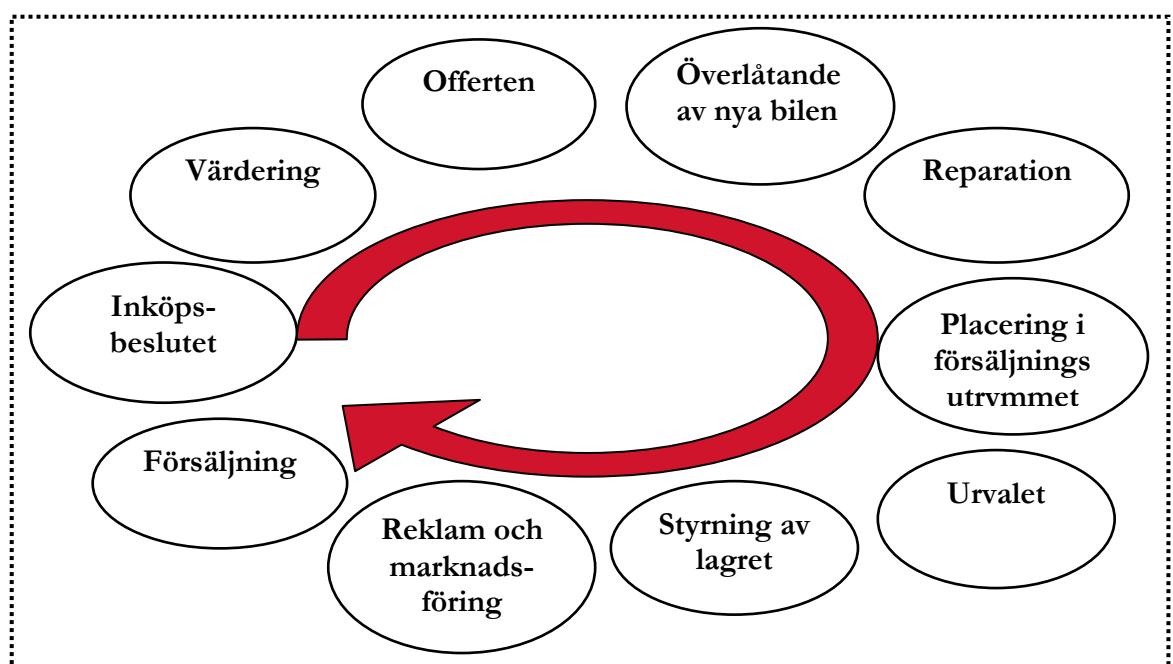 Offerten
Överlåtande
av nya bilen
Värdering
Reparation
Inköps-
beslutet
Placering i
försäljnings
utrvmmet
Försäljning
Urvalet
Reklam och
marknads-
föring
Styrning av
lagret